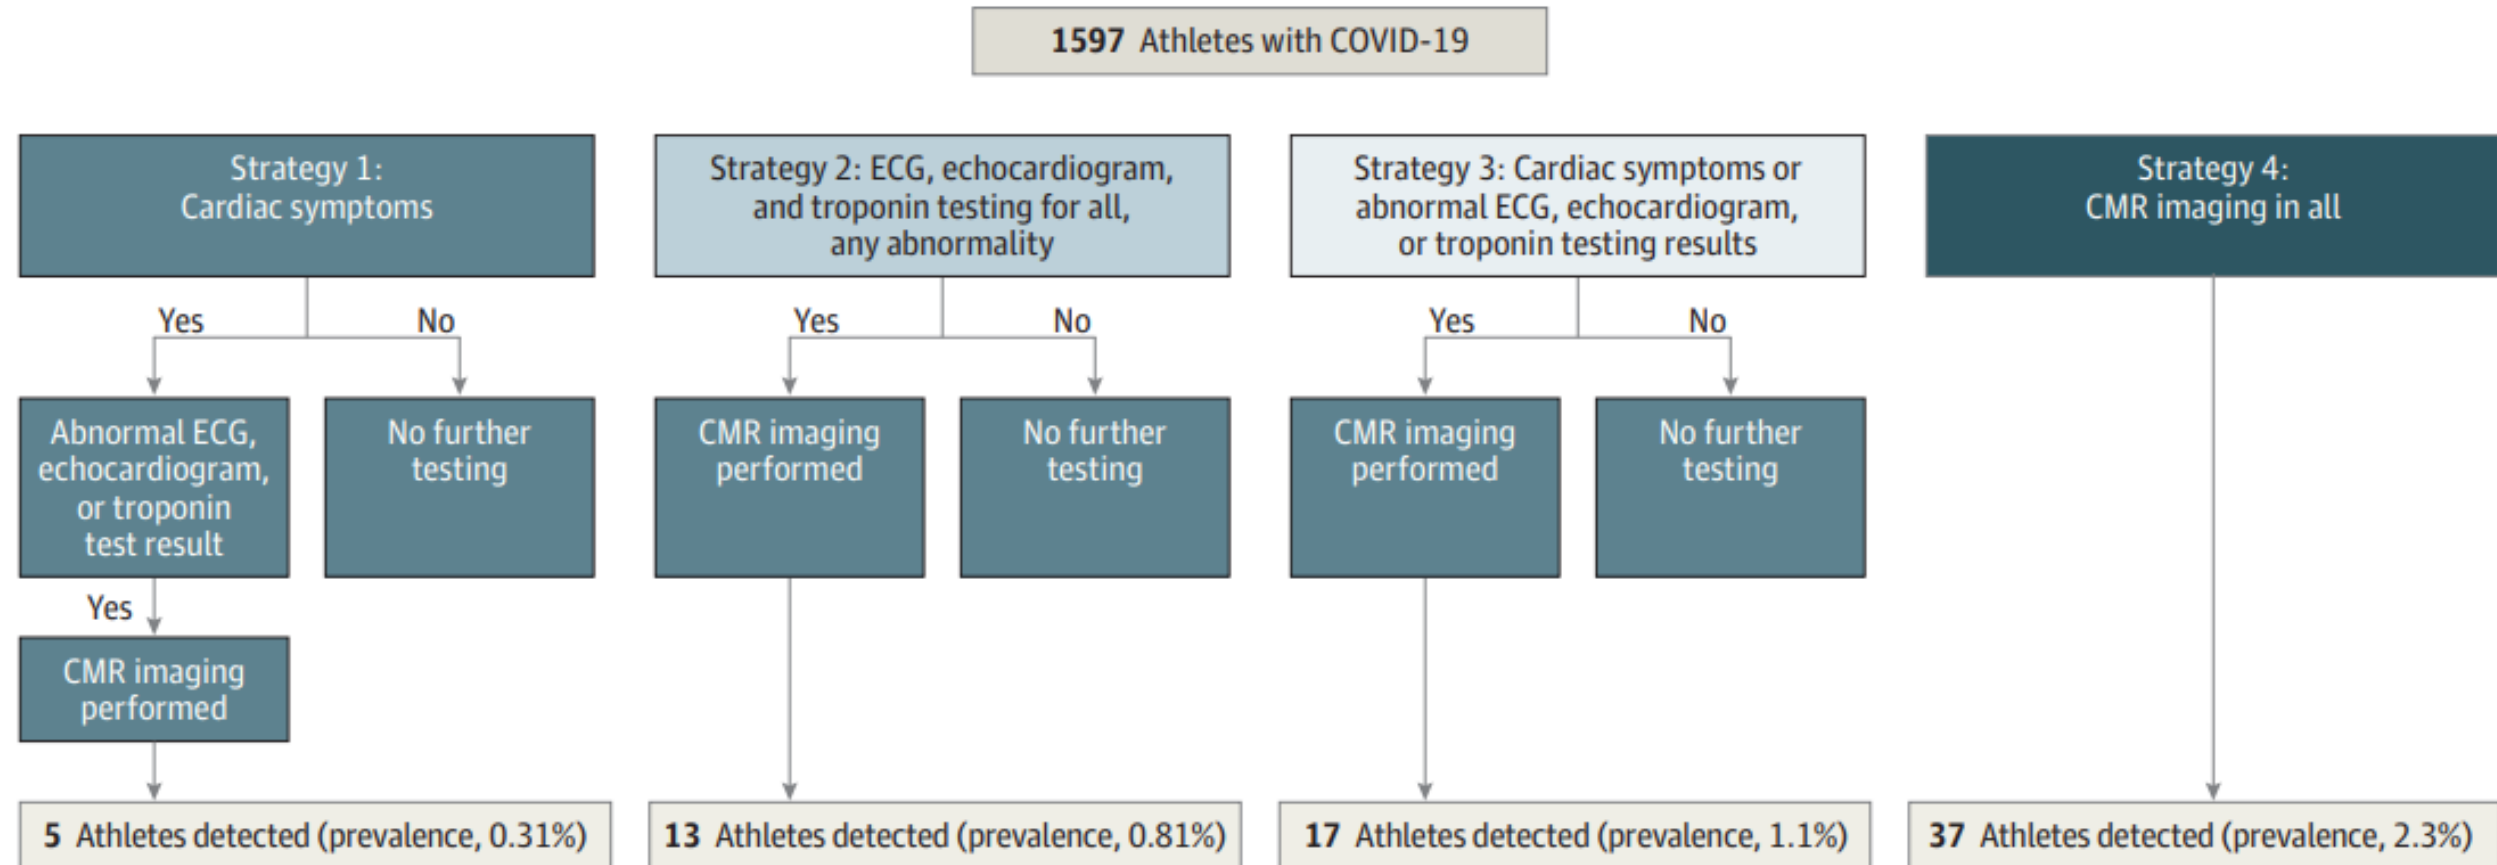 1597 Athletes with COVID-19
Strategy 1:
Cardiac symptoms
Strategy 2: ECG, echocardiogram,
and troponin testing for all,
any abnormality
Strategy 3: Cardiac symptoms or
abnormal ECG, echocardiogram,
or troponin testing results
Strategy 4:
CMR imaging in all
Yes
No
Yes
No
Yes
No
Abnormal ECG,
echocardiogram,
or troponin
test result
No further
testing
CMR imaging
performed
No further
testing
CMR imaging
performed
No further
testing
Yes
CMR imaging
performed
5 Athletes detected (prevalence, 0.31%)
13 Athletes detected (prevalence, 0.81%)
17 Athletes detected (prevalence, 1.1%)
37 Athletes detected (prevalence, 2.3%)